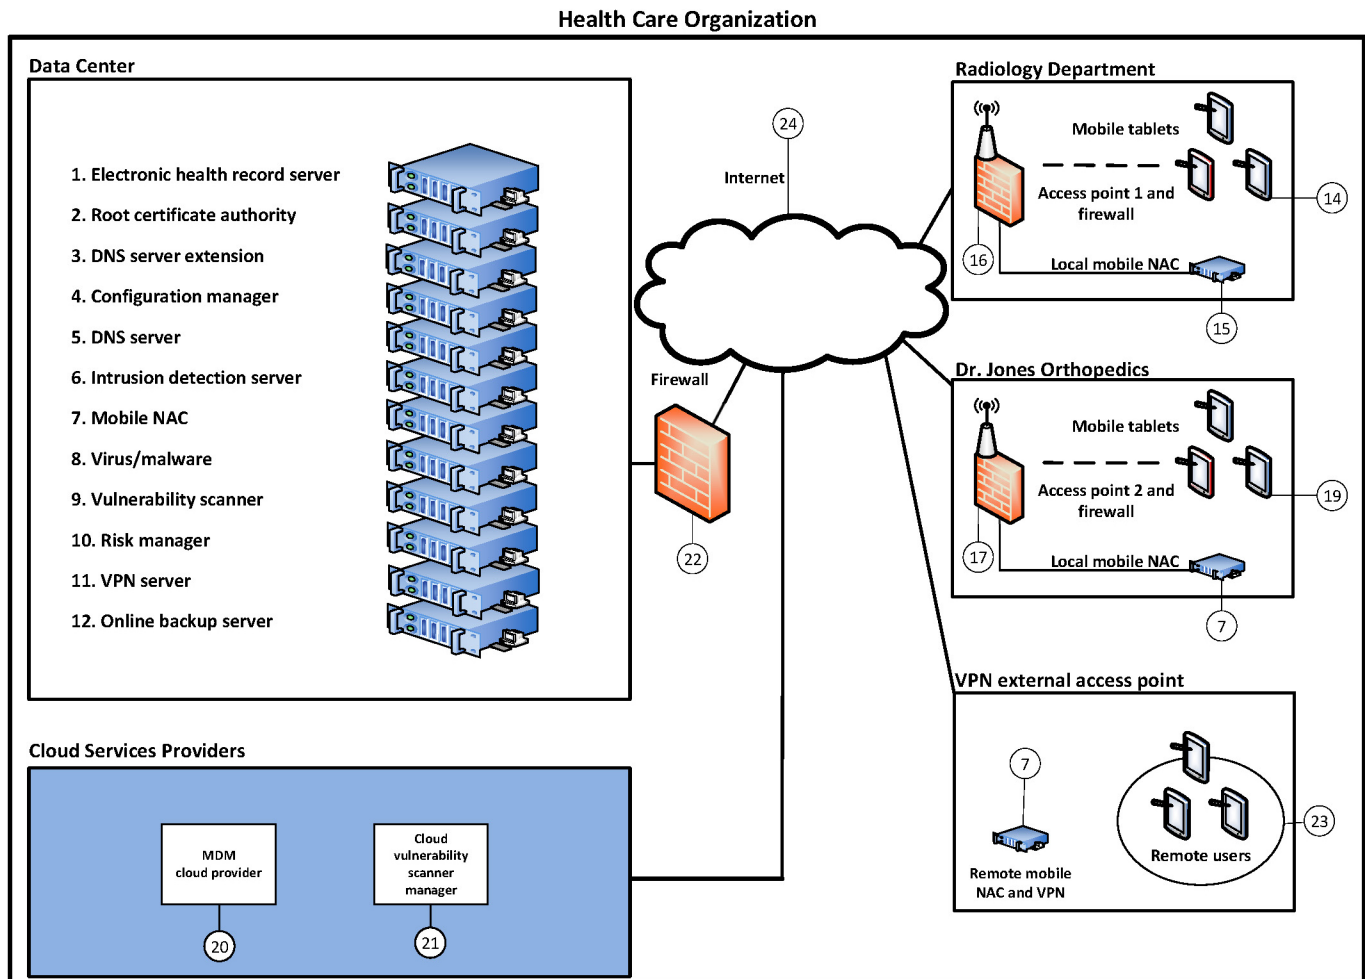 Health Care Organization
Data Center
1. Electronic health record server
2. Root certificate authority
3. DNS server extension
4. Configuration manager
5. DNS server
6. Intrusion detection server
7. Mobile NAC
8. Virus/malware
9. Vulnerability scanner
10. Risk manager
11. VPN server
12. Online backup server
Cloud Services Providers
MDM
cloud provider
20
Cloud
vulnerability
scanner
manager
21
24
Internet
Firewall
22
Radiology Department
Mobile tablets
Access point 1 and
firewall
14
16
Local mobile NAC
15
Dr. Jones Orthopedics
Mobile tablets
Access point 2 and
firewall
19
17
Local mobile NAC
7
VPN external access point
7
Remote mobile
NAC and VPN
Remote users
23